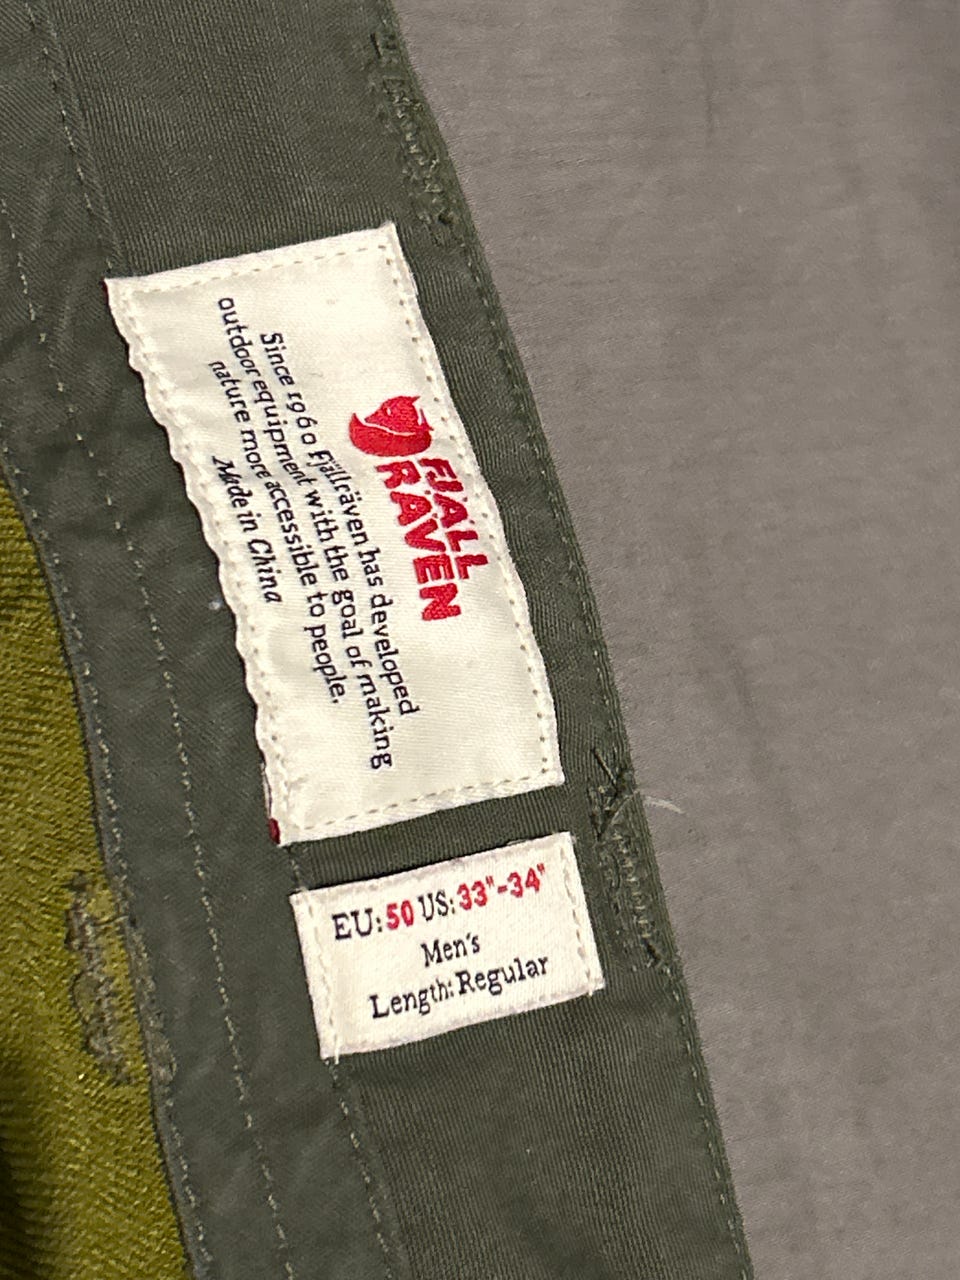 FJÄLL
RÄVEN
Since 1960 Fjällräven has developed
outdoor equipment with the goal of making
nature more accessible to people.
Made in China
EU:50 US:33"-34"
Men's
Length: Regular